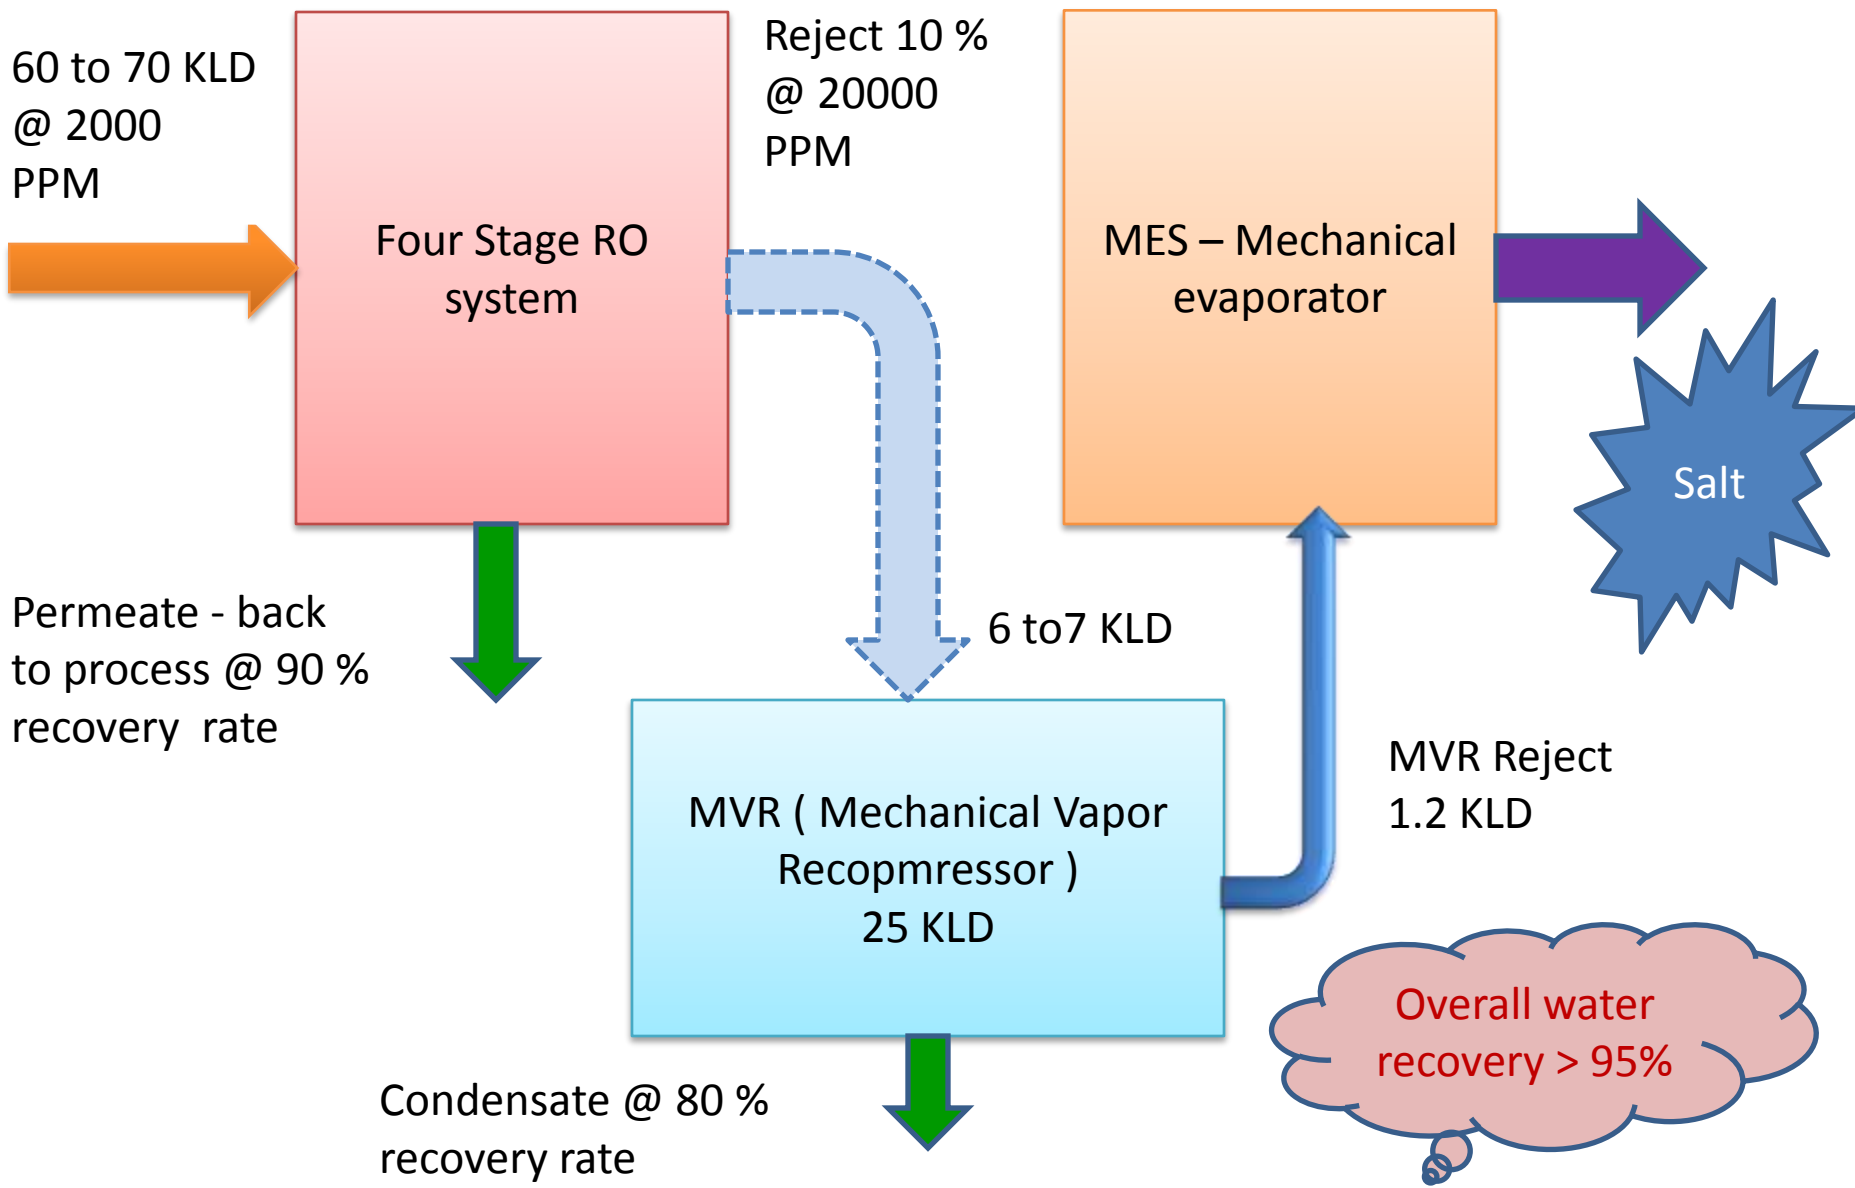 60 to 70 KLD
@ 2000
PPM
Four Stage RO
system
Reject 10 %
@ 20000
PPM
MES – Mechanical
evaporator
Salt
Permeate - back
to process @ 90 %
recovery rate
6 to7 KLD
MVR ( Mechanical Vapor
Recopmressor )
25 KLD
MVR Reject
1.2 KLD
Condensate @ 80 %
recovery rate
Overall water
recovery > 95%